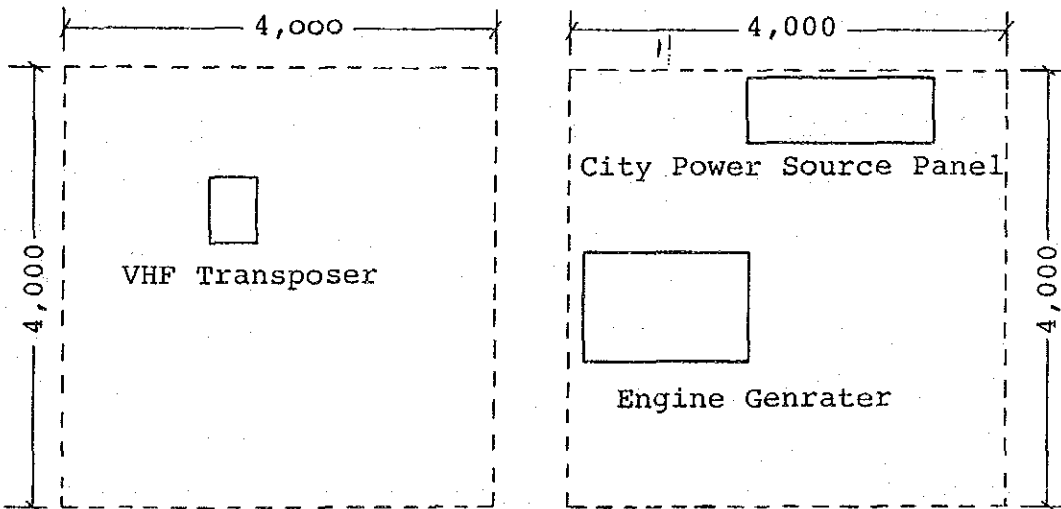 4,000
4,000
City Power Source Panel
VHF Transposer
4,000
4,000
Engine Genrater